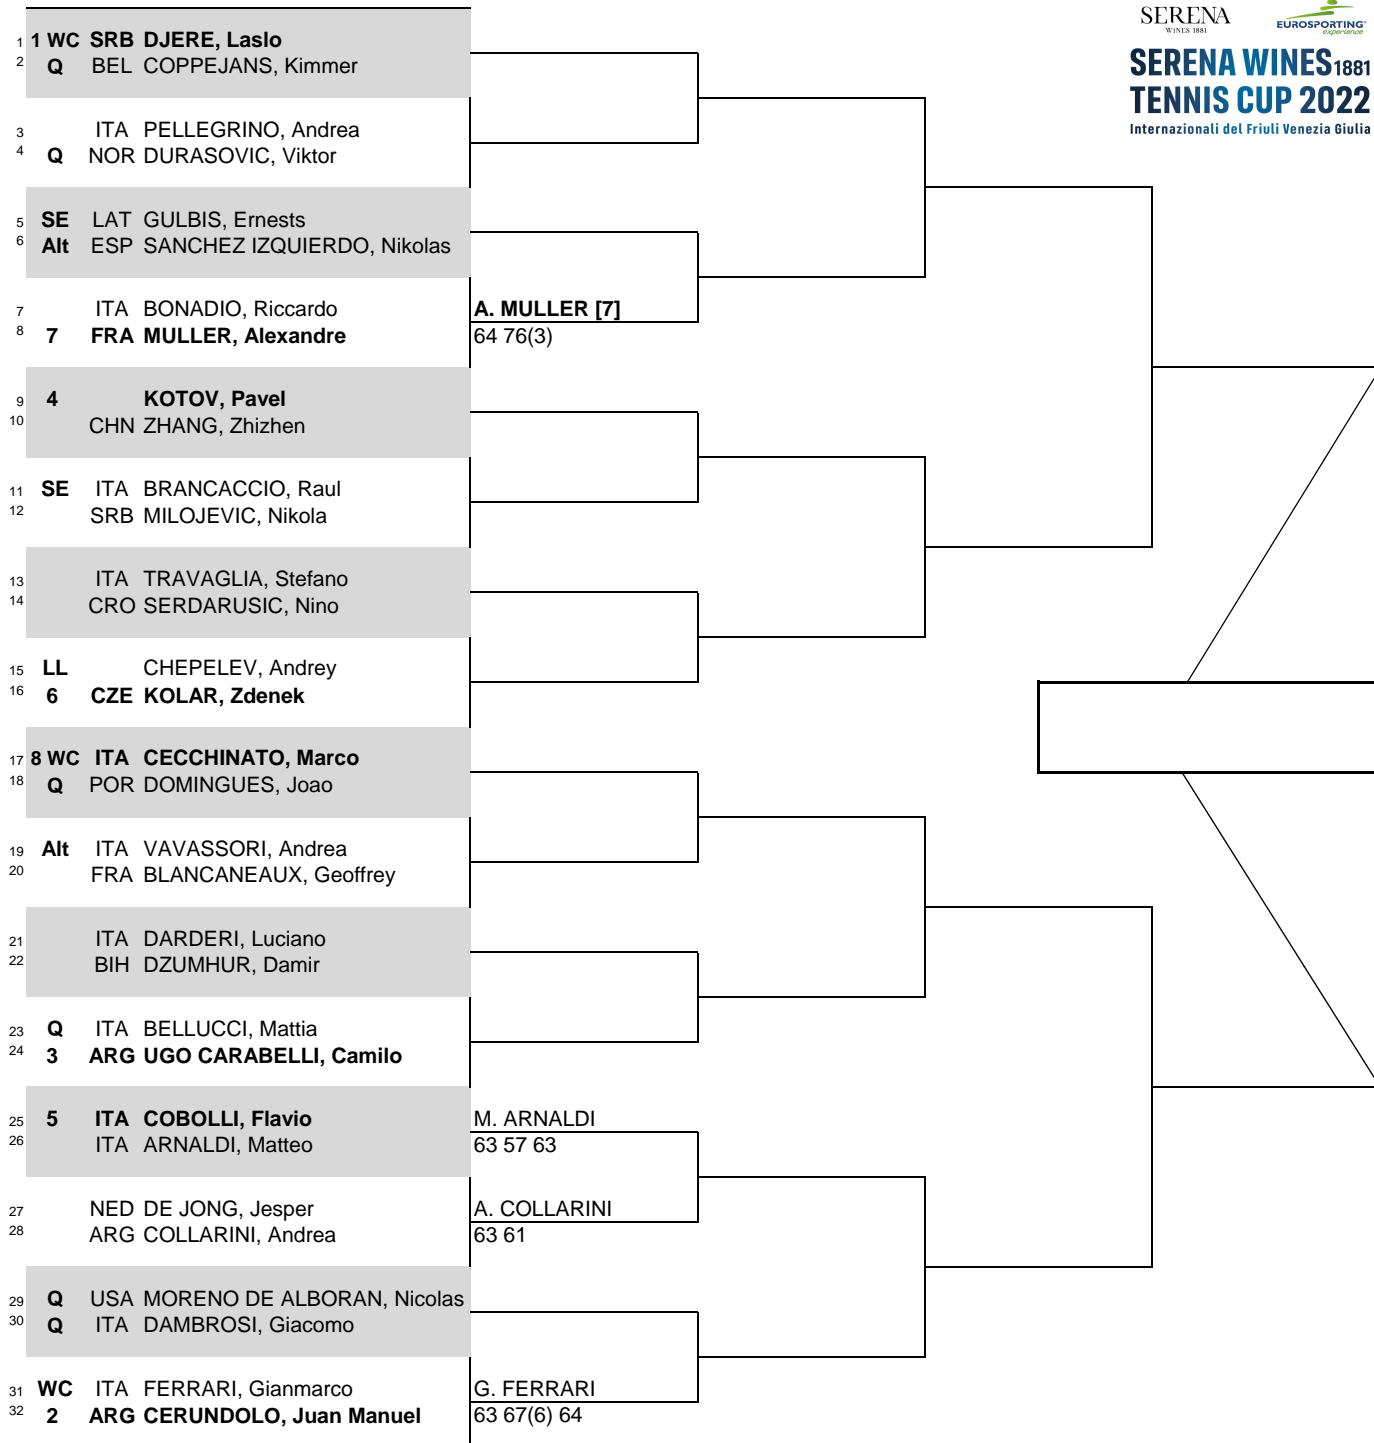 SERENA
WINES 1881
EUROSPORTING
experience
SERENA WINES 1881
TENNIS CUP 2022
Internazionali del Friuli Venezia Giulia
1 1 WC SRB DJERE, Laslo
2 Q BEL COPPEJANS, Kimmer
3 ITA PELLEGRINO, Andrea
4 Q NOR DURASOVIC, Viktor
5 SE LAT GULBIS, Ernests
6 Alt ESP SANCHEZ IZQUIERDO, Nikolas
7 ITA BONADIO, Riccardo A. MULLER [7]
8 7 FRA MULLER, Alexandre 64 76(3)
9 4 KOTOV, Pavel
10 CHN ZHANG, Zhizhen
11 SE ITA BRANCACCIO, Raul
12 SRB MILOJEVIC, Nikola
13 ITA TRAVAGLIA, Stefano
14 CRO SERDARUSIC, Nino
15 LL CHEPELEV, Andrey
16 6 CZE KOLAR, Zdenek
17 8 WC ITA CECCHINATO, Marco
18 Q POR DOMINGUES, Joao
19 Alt ITA VAVASSORI, Andrea
20 FRA BLANCANEAUX, Geoffrey
21 ITA DARDERI, Luciano
22 BIH DZUMHUR, Damir
23 Q ITA BELLUCCI, Mattia
24 3 ARG UGO CARABELLI, Camilo
25 5 ITA COBOLLI, Flavio M. ARNALDI
26 ITA ARNALDI, Matteo 63 57 63
27 NED DE JONG, Jesper A. COLLARINI
28 ARG COLLARINI, Andrea 63 61
29 Q USA MORENO DE ALBORAN, Nicolas
30 Q ITA DAMBROSI, Giacomo
31 WC ITA FERRARI, Gianmarco G. FERRARI
32 2 ARG CERUNDOLO, Juan Manuel 63 67(6) 64